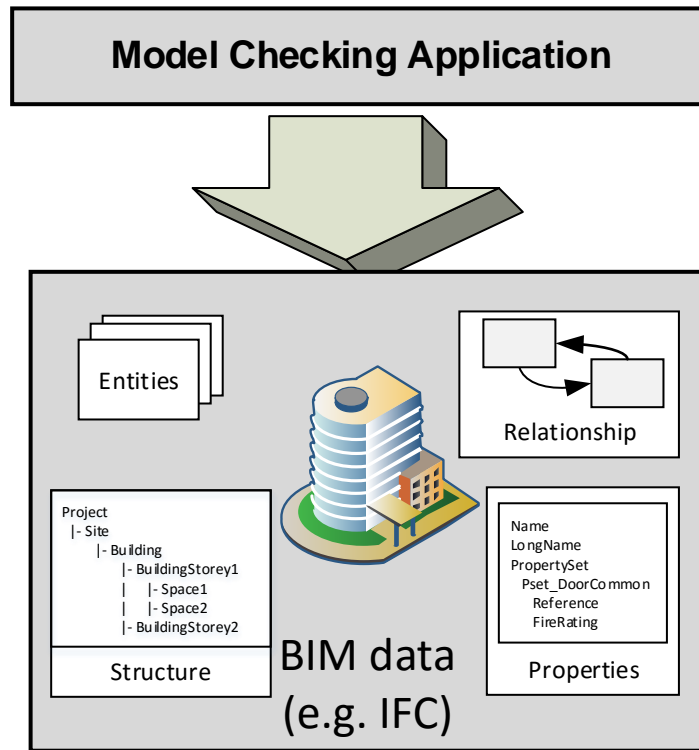 Model Checking Application
Entities
Relationship
Project
|- Site
|- Building
|- BuildingStorey1
| |- Space1
| |- Space2
|- BuildingStorey2
Structure
Name
LongName
PropertySet
Pset_DoorCommon
Reference
FireRating
Properties
BIM data
(e.g. IFC)